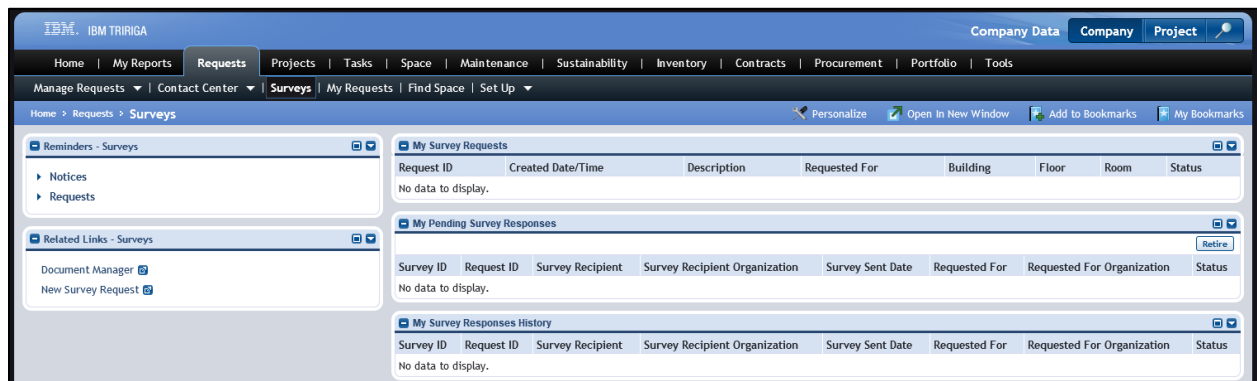 IBM. IBM TRIRIGA
Company Data Company Project
Home | My Reports Requests Projects | Tasks | Space | Maintenance | Sustainability | Inventory | Contracts | Procurement | Portfolio | Tools
Manage Requests | Contact Center | Surveys | My Requests | Find Space | Set Up
Home > Requests > Surveys
Personalize Open In New Window Add to Bookmarks My Bookmarks
Reminders - Surveys
Notices
Requests
Related Links - Surveys
Document Manager
New Survey Request
My Survey Requests
Request ID Created Date/Time Description Requested For Building Floor Room Status
No data to display.
My Pending Survey Responses
Retire
Survey ID Request ID Survey Recipient Survey Recipient Organization Survey Sent Date Requested For Requested For Organization Status
No data to display.
My Survey Responses History
Survey ID Request ID Survey Recipient Survey Recipient Organization Survey Sent Date Requested For Requested For Organization Status
No data to display.